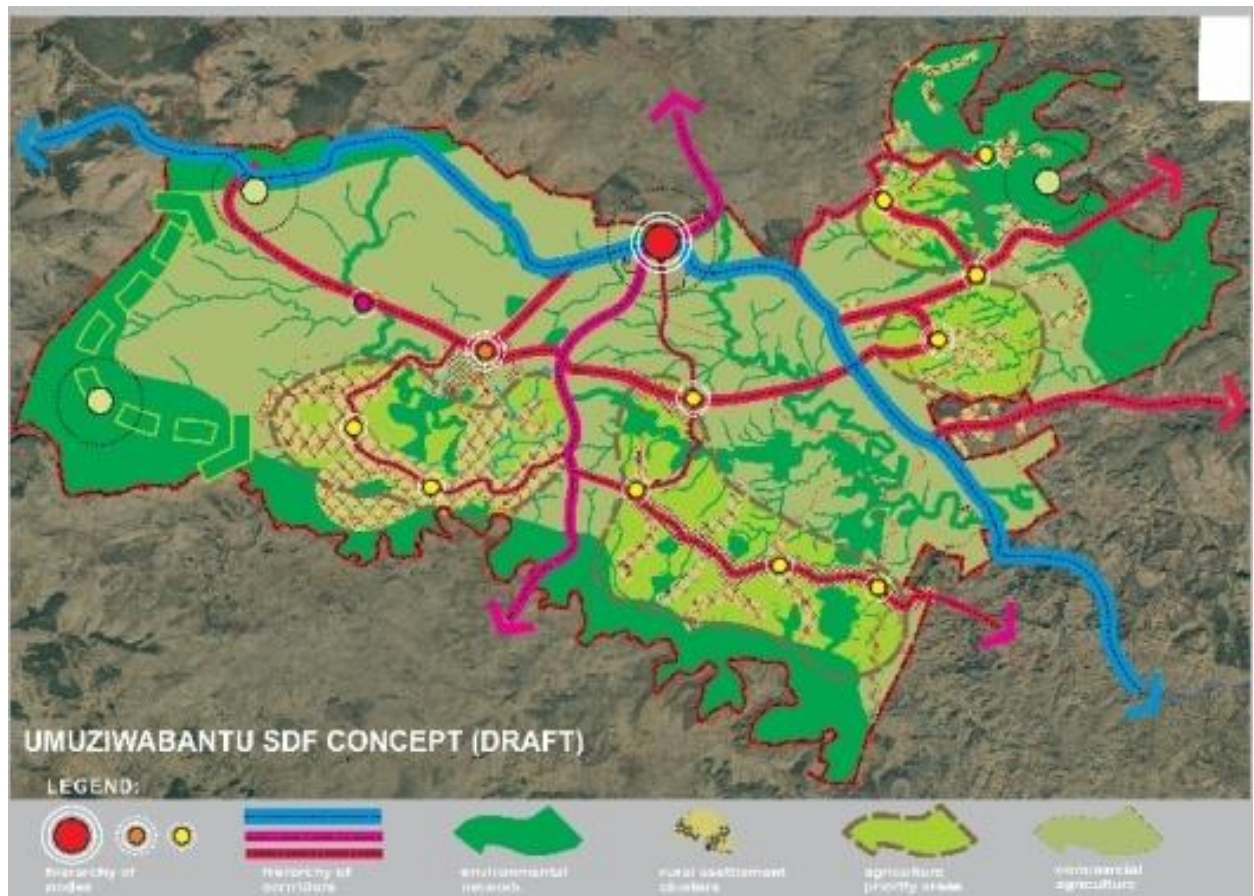 UMUZIWABANTU SDF CONCEPT (DRAFT)
LEGEND:
hierarchy of
nodes
hierarchy of
corridors
environmental
network
rural settlement
clusters
agriculture
priority areas
commercial
agriculture